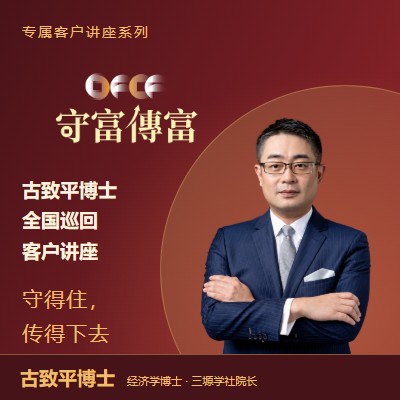 专属客户讲座系列
守富傳富
古致平博士
全国巡回
客户讲座
守得住，
传得下去
古致平博士 经济学博士 · 三塬学社院长